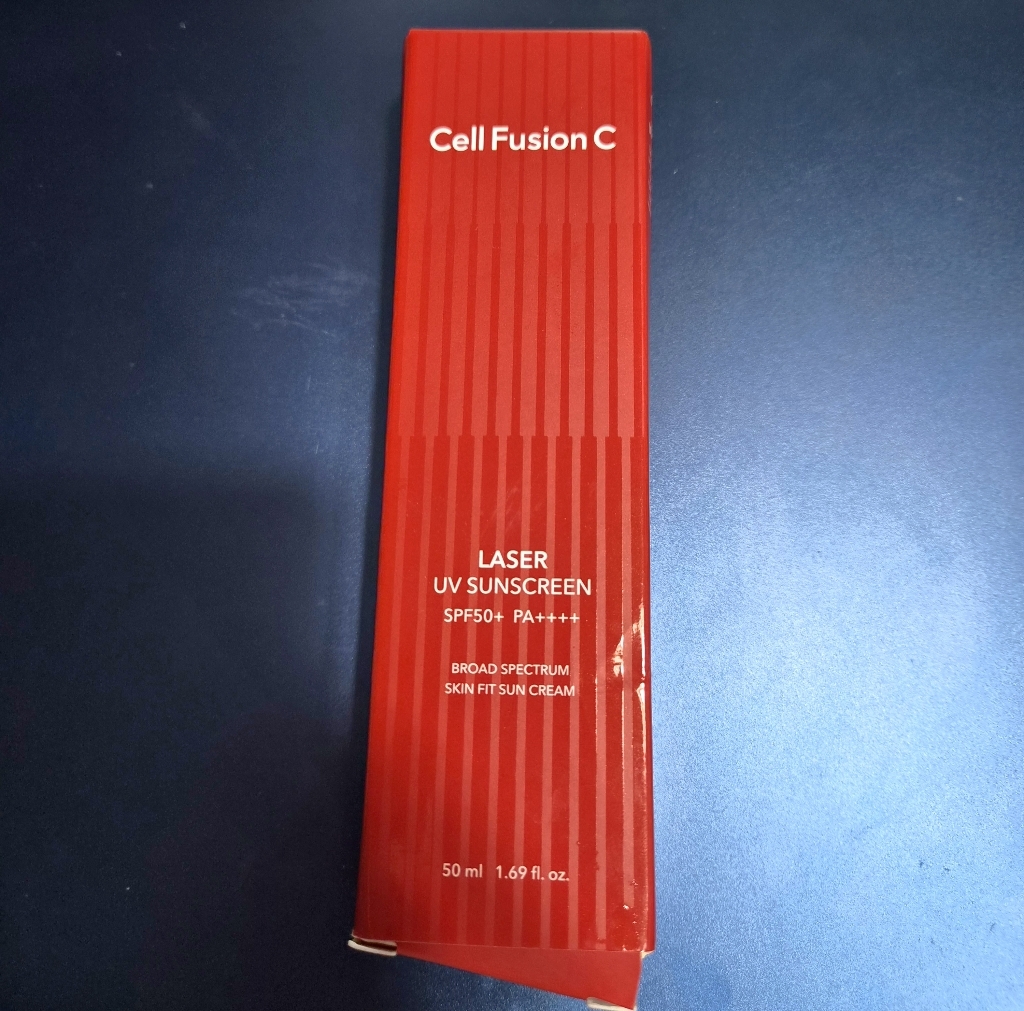 Cell Fusion C
LASER
UV SUNSCREEN
SPF50+ PA++++
BROAD SPECTRUM
SKIN FIT SUN CREAM
50 ml 1.69 fl. oz.